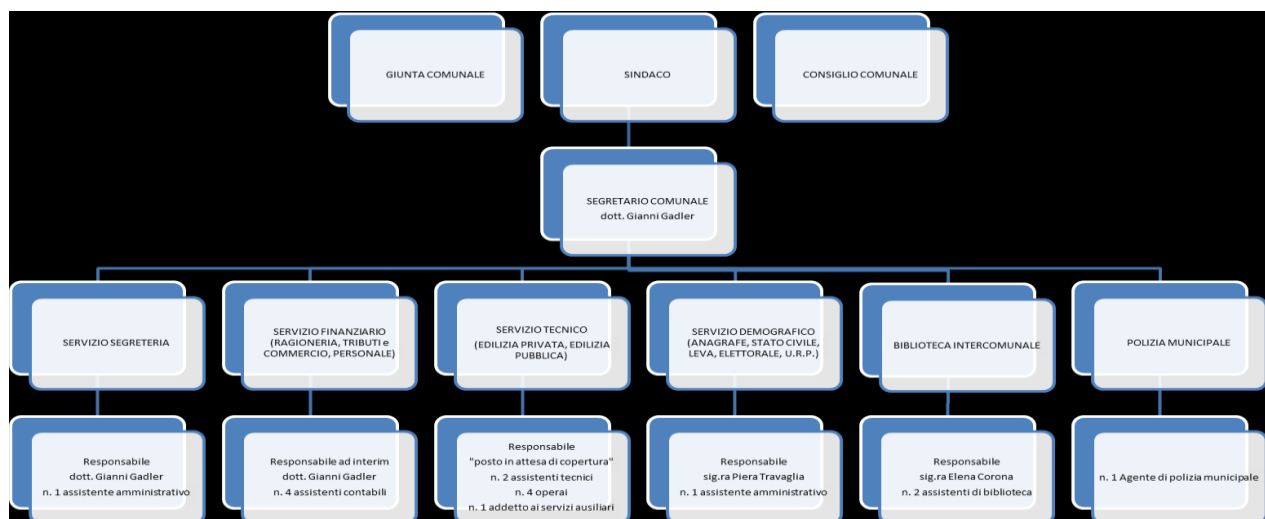 GIUNTA COMUNALE
SINDACO
CONSIGLIO COMUNALE
SEGRETARIO COMUNALE
dott. Gianni Gadler
SERVIZIO SEGRETERIA
SERVIZIO FINANZIARIO
(RAGIONERIA, TRIBUTI e
COMMERCIO, PERSONALE)
SERVIZIO TECNICO
(EDILIZIA PRIVATA, EDILIZIA
PUBBLICA)
SERVIZIO DEMOGRAFICO
(ANAGRAFE, STATO CIVILE,
LEVA, ELETTORALE, U.R.P.)
BIBLIOTECA INTERCOMUNALE
POLIZIA MUNICIPALE
Responsabile
dott. Gianni Gadler
n. 1 assistente amministrativo
Responsabile ad interim
dott. Gianni Gadler
n. 4 assistenti contabili
Responsabile
"posto in attesa di copertura"
n. 2 assistenti tecnici
n. 4 operai
n. 1 addetto ai servizi ausiliari
Responsabile
sig.ra Piera Travaglia
n. 1 assistente amministrativo
Responsabile
sig.ra Elena Corona
n. 2 assistenti di biblioteca
n. 1 Agente di polizia municipale